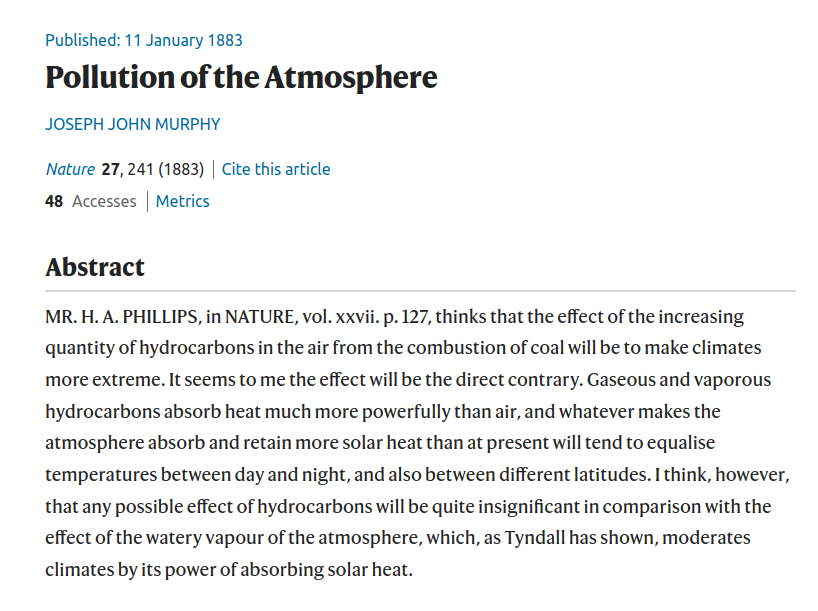 Published: 11 January 1883
Pollution of the Atmosphere
JOSEPH JOHN MURPHY
Nature 27, 241 (1883) | Cite this article
48 Accesses | Metrics
Abstract
MR. H. A. PHILLIPS, in NATURE, vol. xxvii. p. 127, thinks that the effect of the increasing
quantity of hydrocarbons in the air from the combustion of coal will be to make climates
more extreme. It seems to me the effect will be the direct contrary. Gaseous and vaporous
hydrocarbons absorb heat much more powerfully than air, and whatever makes the
atmosphere absorb and retain more solar heat than at present will tend to equalise
temperatures between day and night, and also between different latitudes. I think, however,
that any possible effect of hydrocarbons will be quite insignificant in comparison with the
effect of the watery vapour of the atmosphere, which, as Tyndall has shown, moderates
climates by its power of absorbing solar heat.